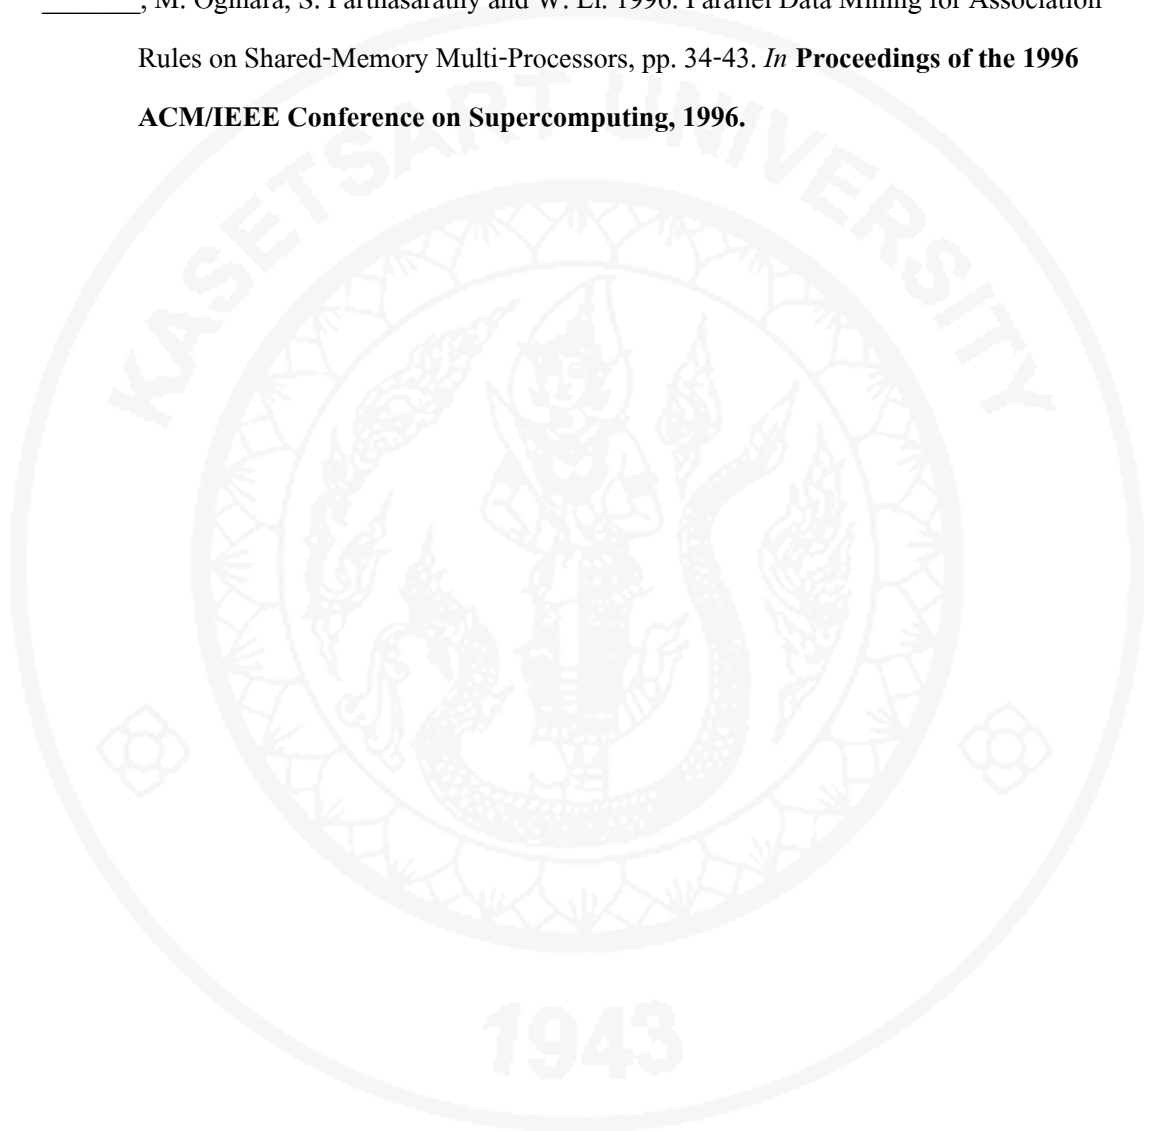 _______, M. Ogihara, S. Parthasarathy and W. Li. 1996. Parallel Data Mining for Association
Rules on Shared-Memory Multi-Processors, pp. 34-43. In Proceedings of the 1996
ACM/IEEE Conference on Supercomputing, 1996.
KASETSART UNIVERSITY
1943